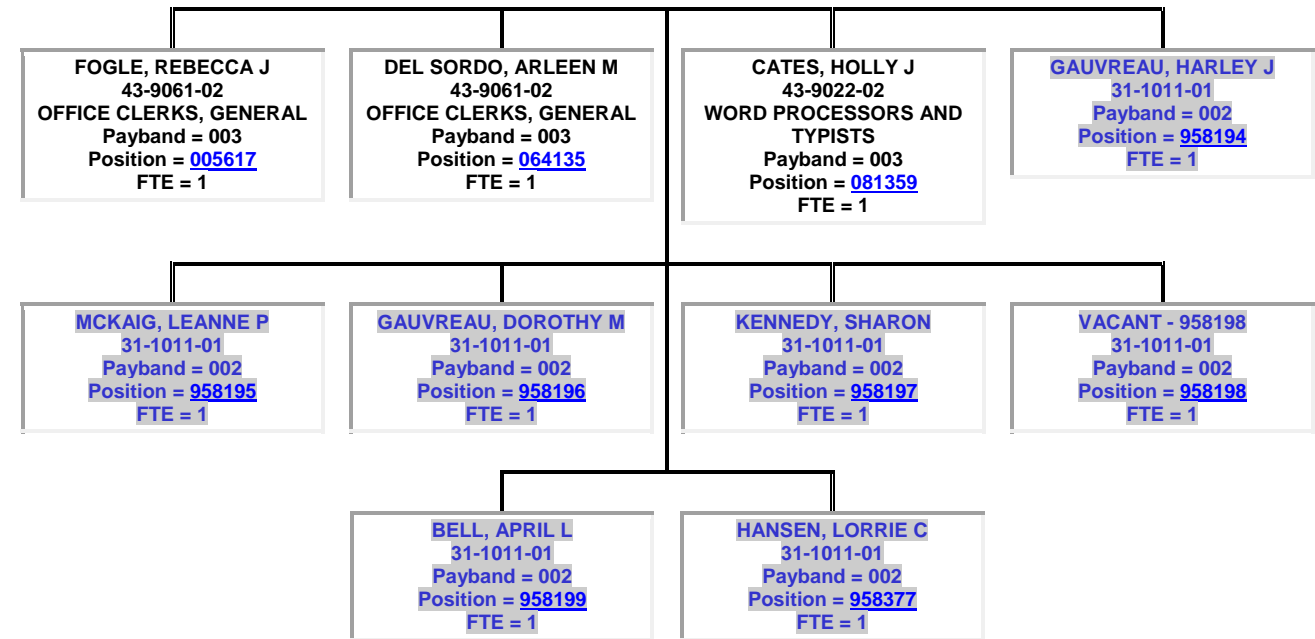 FOGLE, REBECCA J
43-9061-02
OFFICE CLERKS, GENERAL
Payband = 003
Position = 005617
FTE = 1
DEL SORDO, ARLEEN M
43-9061-02
OFFICE CLERKS, GENERAL
Payband = 003
Position = 064135
FTE = 1
CATES, HOLLY J
43-9022-02
WORD PROCESSORS AND
TYPISTS
Payband = 003
Position = 081359
FTE = 1
GAUVREAU, HARLEY J
31-1011-01
Payband = 002
Position = 958194
FTE = 1
MCKAIG, LEANNE P
31-1011-01
Payband = 002
Position = 958195
FTE = 1
GAUVREAU, DOROTHY M
31-1011-01
Payband = 002
Position = 958196
FTE = 1
KENNEDY, SHARON
31-1011-01
Payband = 002
Position = 958197
FTE = 1
VACANT - 958198
31-1011-01
Payband = 002
Position = 958198
FTE = 1
BELL, APRIL L
31-1011-01
Payband = 002
Position = 958199
FTE = 1
HANSEN, LORRIE C
31-1011-01
Payband = 002
Position = 958377
FTE = 1